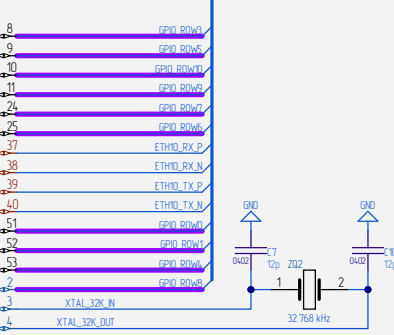 8 GPIO_ROW3
9 GPIO_ROW5
10 GPIO_ROW10
11 GPIO_ROW9
24 GPIO_ROW7
25 GPIO_ROW6
37 ETH10_RX_P
38 ETH10_RX_N
39 ETH10_TX_P
40 ETH10_TX_N
51 GPIO_ROW0
52 GPIO_ROW1
53 GPIO_ROW4
2 GPIO_ROW8
3 XTAL_32K_IN
4 XTAL_32K_OUT
GND
GND
C7
0402
12p
ZQ2
1
2
32.768 kHz
0402